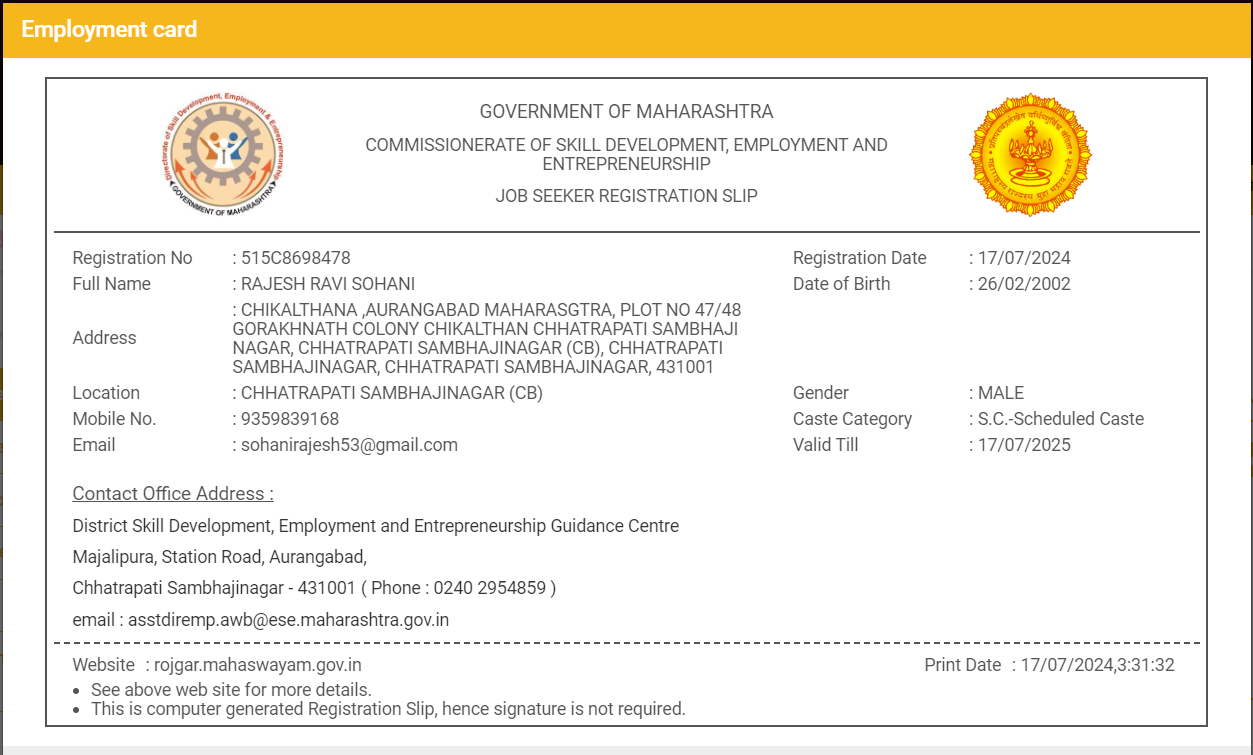 Employment card
Directorate of Skill Development, Employment & Entrepreneurship
GOVERNMENT OF MAHARASHTRA
GOVERNMENT OF MAHARASHTRA
COMMISSIONERATE OF SKILL DEVELOPMENT, EMPLOYMENT AND
ENTREPRENEURSHIP
JOB SEEKER REGISTRATION SLIP
Registration No : 515C8698478 Registration Date : 17/07/2024
Full Name : RAJESH RAVI SOHANI Date of Birth : 26/02/2002
Address : CHIKALTHANA ,AURANGABAD MAHARASGTRA, PLOT NO 47/48
GORAKHNATH COLONY CHIKALTHAN CHHATRAPATI SAMBHAJI
NAGAR, CHHATRAPATI SAMBHAJINAGAR (CB), CHHATRAPATI
SAMBHAJINAGAR, CHHATRAPATI SAMBHAJINAGAR, 431001
Location : CHHATRAPATI SAMBHAJINAGAR (CB) Gender : MALE
Mobile No. : 9359839168 Caste Category : S.C.-Scheduled Caste
Email : sohanirajesh53@gmail.com Valid Till : 17/07/2025
Contact Office Address :
District Skill Development, Employment and Entrepreneurship Guidance Centre
Majalipura, Station Road, Aurangabad,
Chhatrapati Sambhajinagar - 431001 ( Phone : 0240 2954859 )
email : asstdiremp.awb@ese.maharashtra.gov.in
Website : rojgar.mahaswayam.gov.in Print Date : 17/07/2024,3:31:32
• See above web site for more details.
• This is computer generated Registration Slip, hence signature is not required.